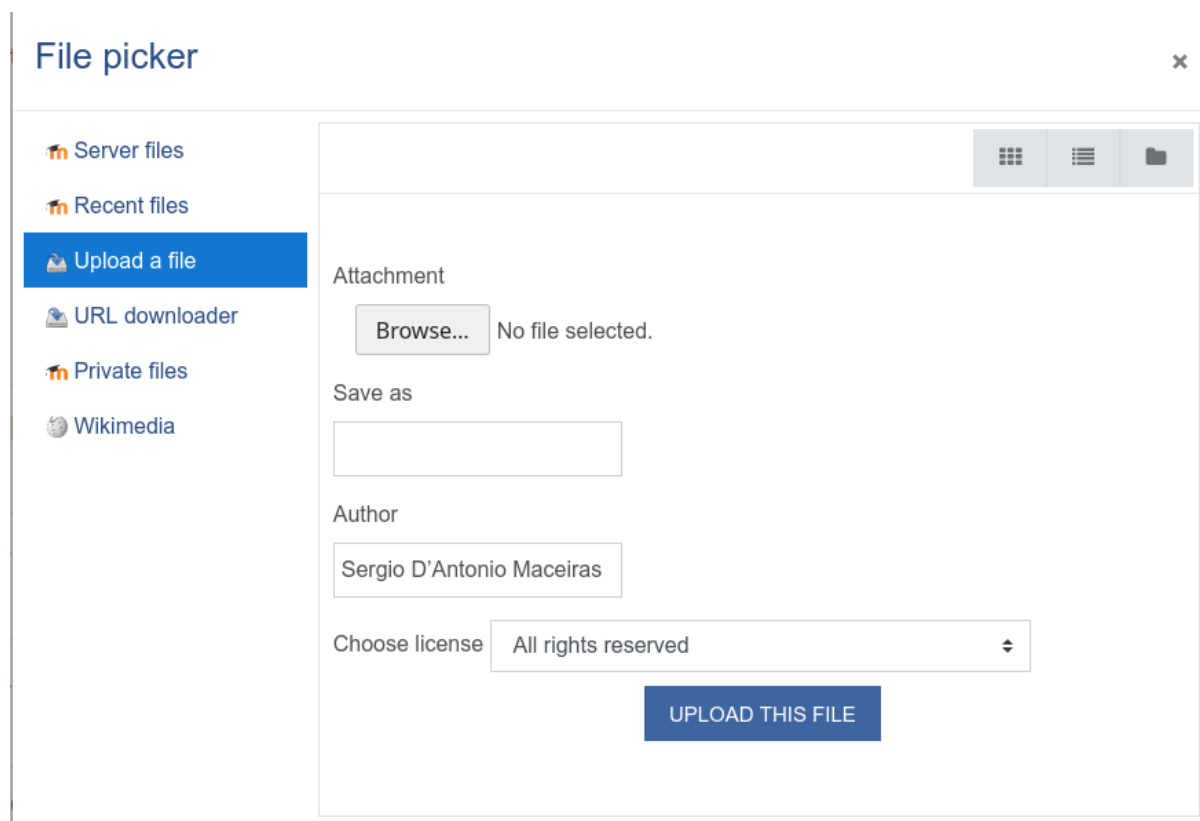 File picker
×
Server files
Recent files
Upload a file
URL downloader
Private files
Wikimedia
Attachment
Browse... No file selected.
Save as
Author
Sergio D’Antonio Maceiras
Choose license All rights reserved
UPLOAD THIS FILE